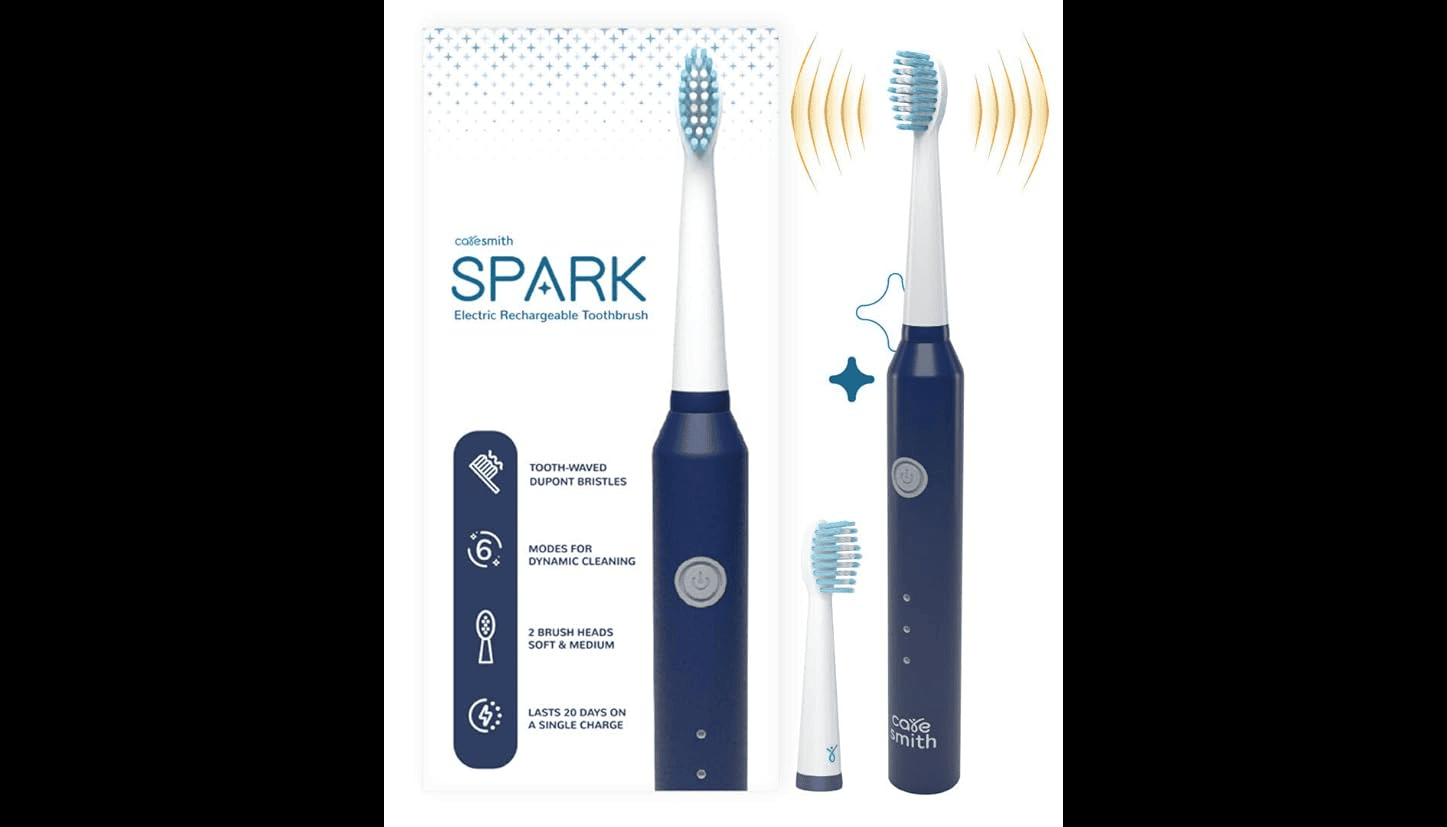 caresmith
SPARK
Electric Rechargeable Toothbrush
TOOTH-WAVED
DUPONT BRISTLES
6
MODES FOR
DYNAMIC CLEANING
2 BRUSH HEADS
SOFT & MEDIUM
LASTS 20 DAYS ON
A SINGLE CHARGE
care
smith